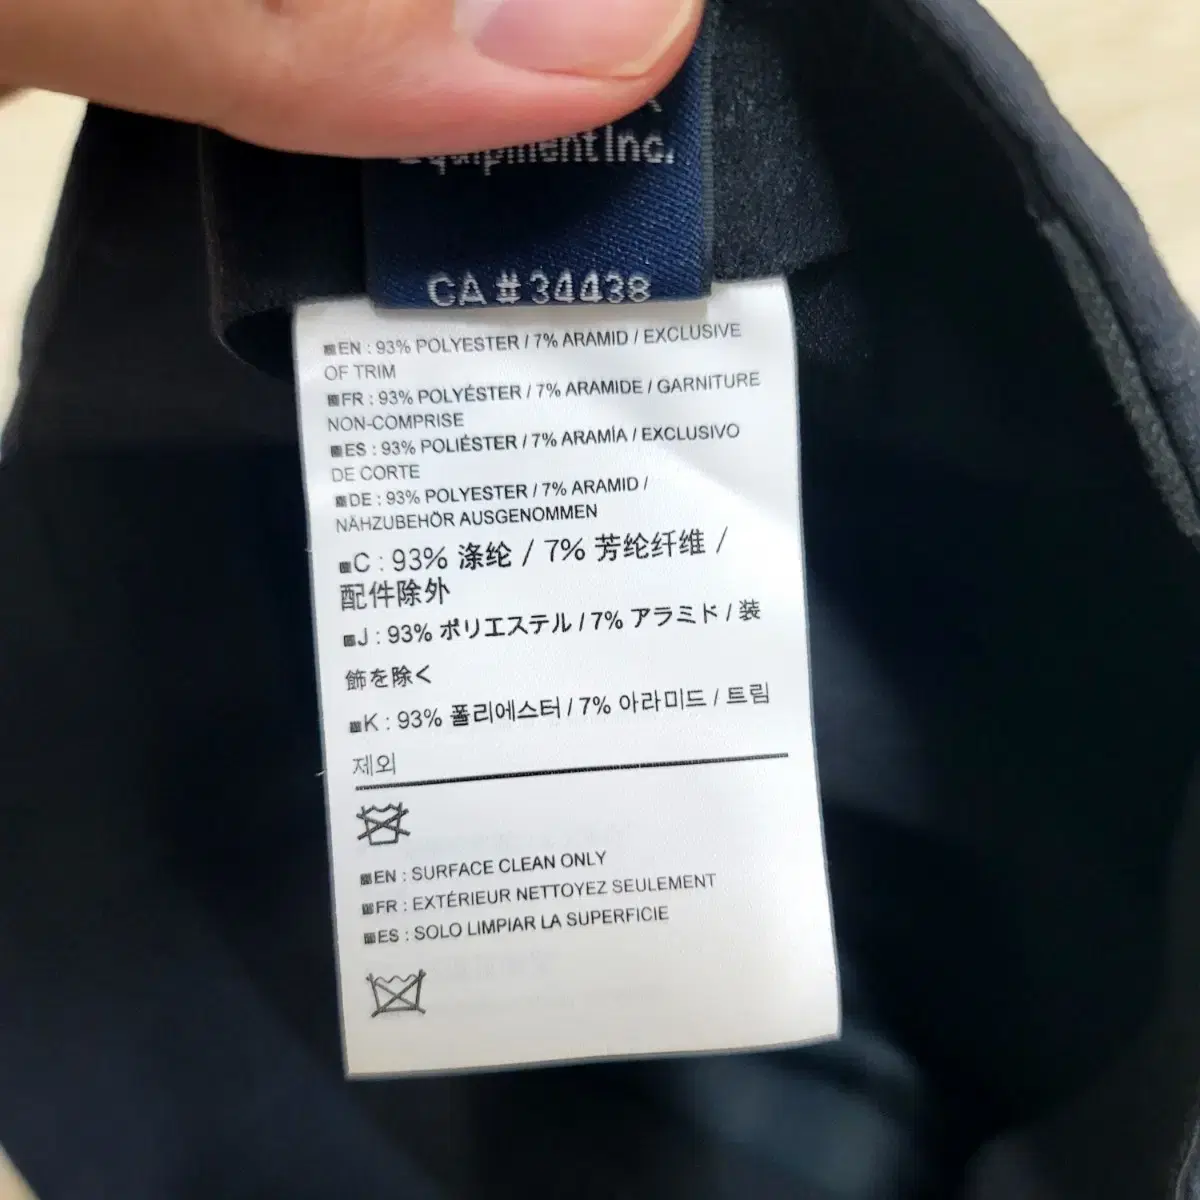 Equipment Inc.
CA # 34438
EN : 93% POLYESTER / 7% ARAMID / EXCLUSIVE
OF TRIM
FR : 93% POLYÉSTER / 7% ARAMIDE / GARNITURE
NON-COMPRISE
ES : 93% POLIÉSTER / 7% ARAMÍA / EXCLUSIVO
DE CORTE
DE : 93% POLYESTER / 7% ARAMID /
NÄHZUBEHÖR AUSGENOMMEN
C : 93% 涤纶 / 7% 芳纶纤维 /
配件除外
J : 93% ポリエステル / 7% アラミド / 装
飾を除く
K : 93% 폴리에스터 / 7% 아라미드 / 트림
제외
EN : SURFACE CLEAN ONLY
FR : EXTÉRIEUR NETTOYEZ SEULEMENT
ES : SOLO LIMPIAR LA SUPERFICIE